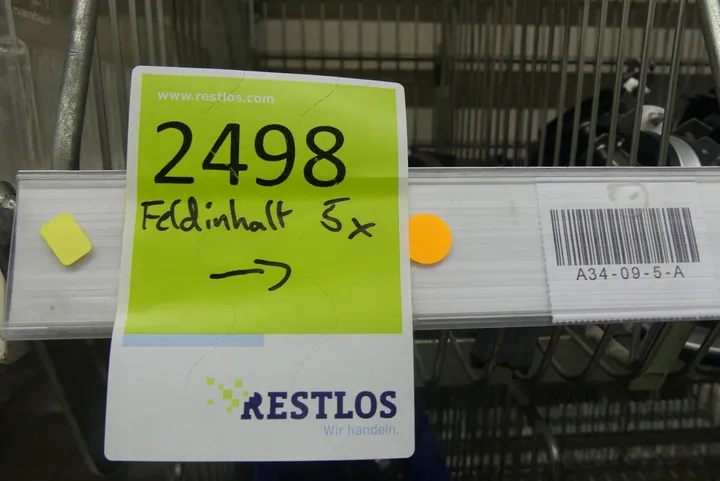 www.restlos.com
2498
Feldinhalt 5x
RESTLOS
Wir handeln.
A34-09-5-A